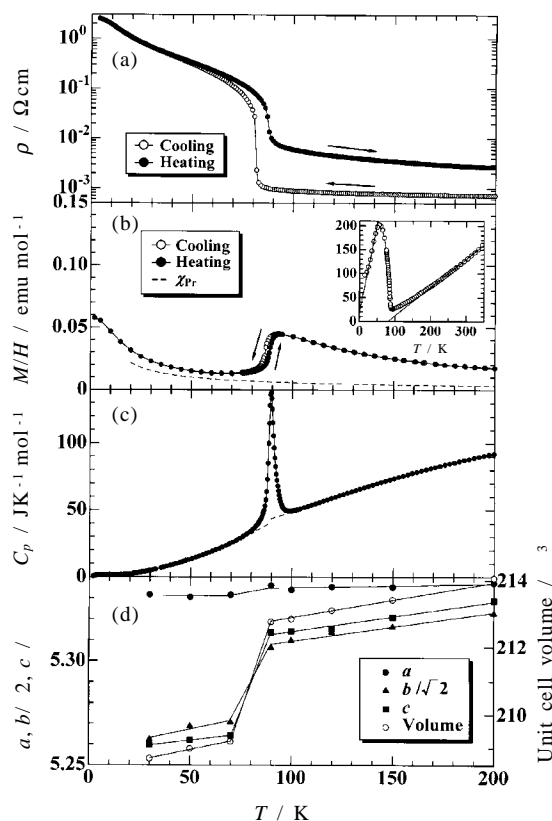 10⁰
10⁻¹
10⁻²
10⁻³
ρ / Ωcm
(a)
Cooling
Heating
0.15
0.10
0.05
0
M/H / emu mol⁻¹
(b)
Cooling
Heating
χPr
200
150
100
50
0
0 100 200 300
T / K
100
50
0
Cp / JK⁻¹ mol⁻¹
(c)
5.30
5.25
a, b/ 2, c /
(d)
a
b/√2
c
Volume
214
212
210
209
Unit cell volume / 3
0 50 100 150 200
T / K